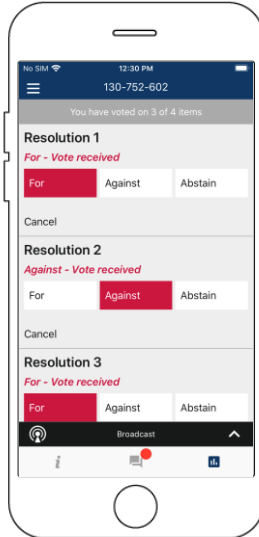 No SIM 12:30 PM
130-752-602
You have voted on 3 of 4 items
Resolution 1
For - Vote received
For Against Abstain
Cancel
Resolution 2
Against - Vote received
For Against Abstain
Cancel
Resolution 3
For - Vote received
For Against Abstain
Broadcast
i